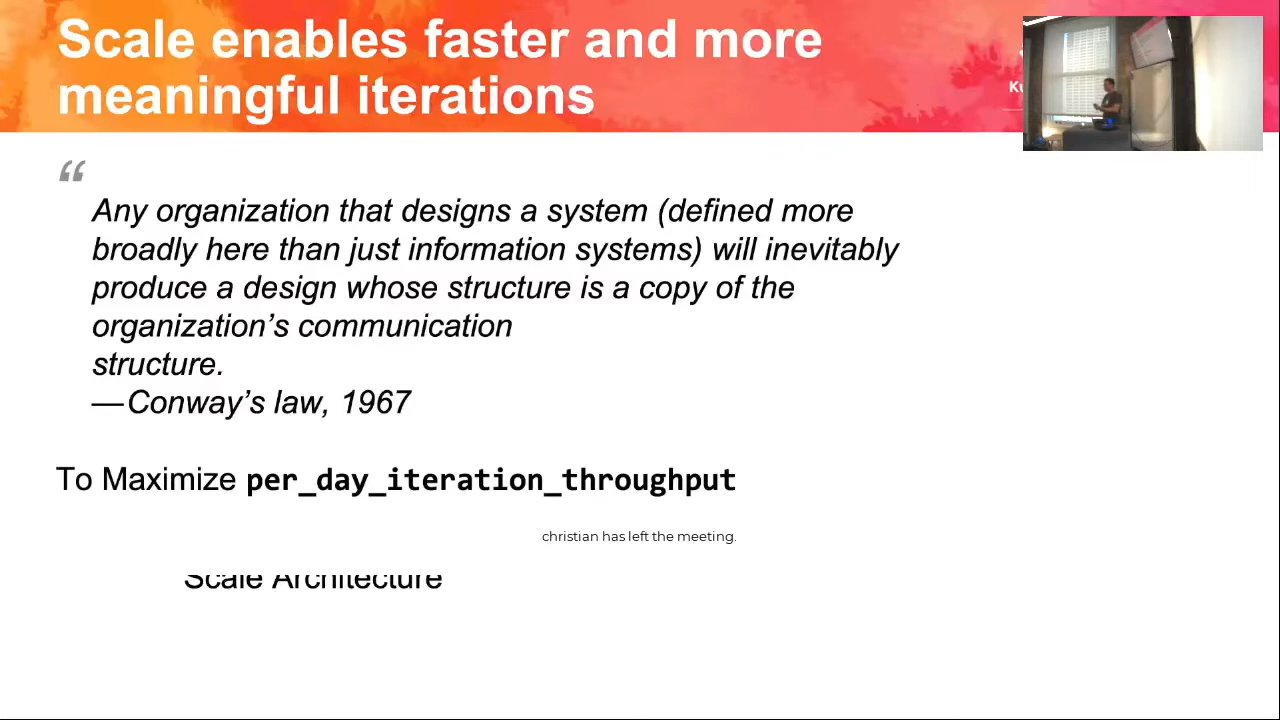 Scale enables faster and more
meaningful iterations
“
Any organization that designs a system (defined more
broadly here than just information systems) will inevitably
produce a design whose structure is a copy of the
organization’s communication
structure.
—Conway’s law, 1967
To Maximize per_day_iteration_throughput
christian has left the meeting.
Scale Architecture